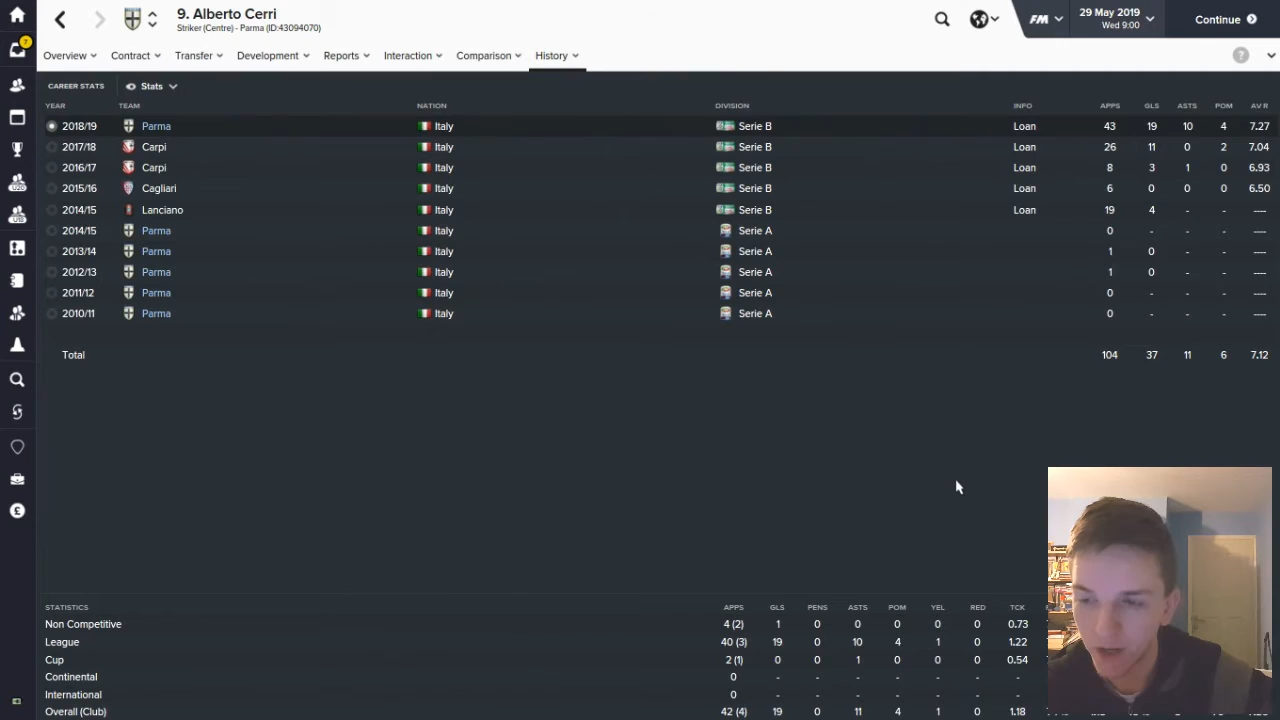 9. Alberto Cerri
Striker (Centre) - Parma (ID:43094070)
FM
29 May 2019
Wed 9:00
Continue
7
Overview Contract Transfer Development Reports Interaction Comparison History
?
CAREER STATS Stats
YEAR TEAM NATION DIVISION INFO APPS GLS ASTS POM AV R
2018/19 Parma Italy Serie B Loan 43 19 10 4 7.27
2017/18 Carpi Italy Serie B Loan 26 11 0 2 7.04
2016/17 Carpi Italy Serie B Loan 8 3 1 0 6.93
2015/16 Cagliari Italy Serie B Loan 6 0 0 0 6.50
2014/15 Lanciano Italy Serie B Loan 19 4 - - ----
2014/15 Parma Italy Serie A 0 - - - ----
2013/14 Parma Italy Serie A 1 0 - - ----
2012/13 Parma Italy Serie A 1 0 - - ----
2011/12 Parma Italy Serie A 0 - - - ----
2010/11 Parma Italy Serie A 0 - - - ----
Total 104 37 11 6 7.12
STATISTICS APPS GLS PENS ASTS POM YEL RED TCK
Non Competitive 4 (2) 1 0 0 0 0 0 0.73
League 40 (3) 19 0 10 4 1 0 1.22
Cup 2 (1) 0 0 1 0 0 0 0.54
Continental 0 - - - - - - -
International 0 - - - - - - -
Overall (Club) 42 (4) 19 0 11 4 1 0 1.18